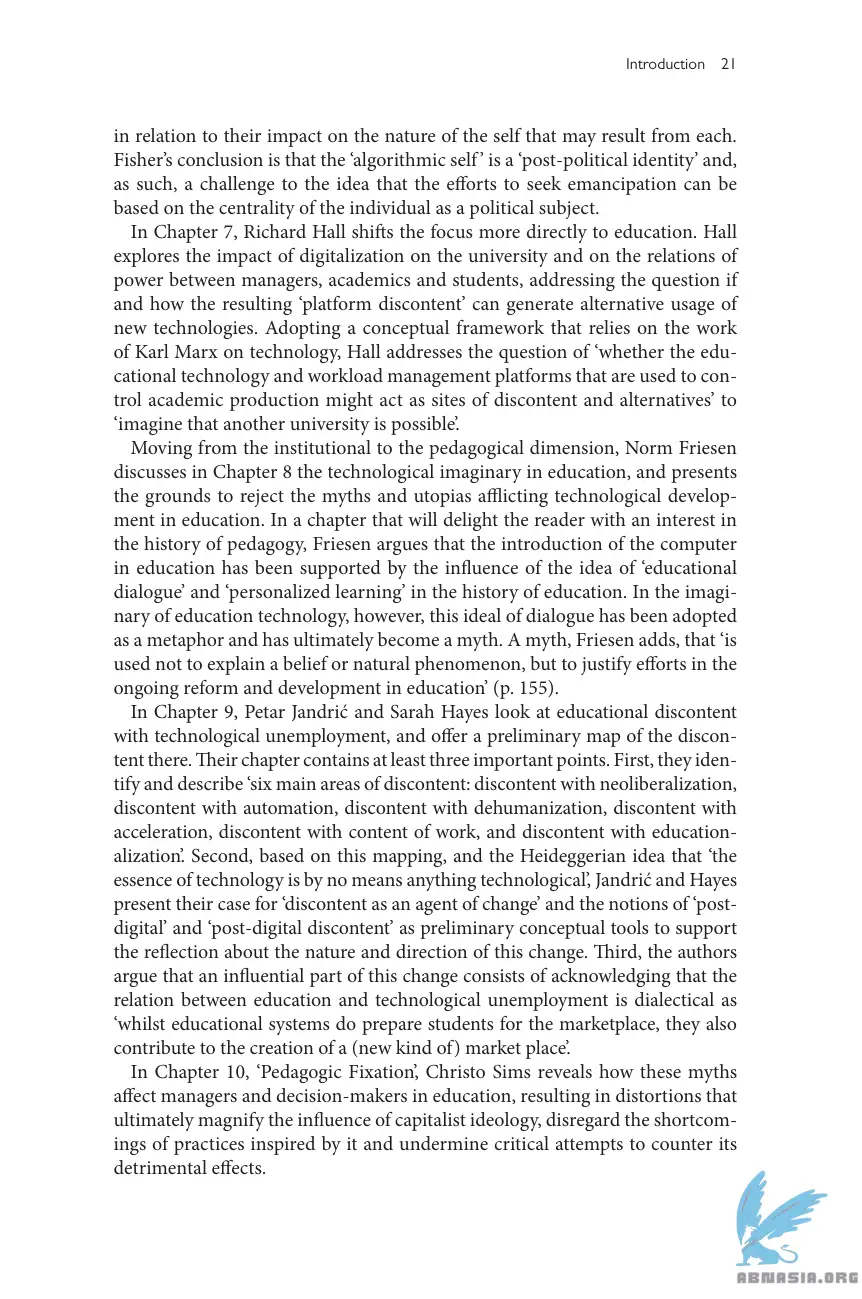 Introduction 21
in relation to their impact on the nature of the self that may result from each.
Fisher’s conclusion is that the ‘algorithmic self’ is a ‘post-political identity’ and,
as such, a challenge to the idea that the efforts to seek emancipation can be
based on the centrality of the individual as a political subject.
In Chapter 7, Richard Hall shifts the focus more directly to education. Hall
explores the impact of digitalization on the university and on the relations of
power between managers, academics and students, addressing the question if
and how the resulting ‘platform discontent’ can generate alternative usage of
new technologies. Adopting a conceptual framework that relies on the work
of Karl Marx on technology, Hall addresses the question of ‘whether the edu-
cational technology and workload management platforms that are used to con-
trol academic production might act as sites of discontent and alternatives’ to
‘imagine that another university is possible’.
Moving from the institutional to the pedagogical dimension, Norm Friesen
discusses in Chapter 8 the technological imaginary in education, and presents
the grounds to reject the myths and utopias afflicting technological develop-
ment in education. In a chapter that will delight the reader with an interest in
the history of pedagogy, Friesen argues that the introduction of the computer
in education has been supported by the influence of the idea of ‘educational
dialogue’ and ‘personalized learning’ in the history of education. In the imagi-
nary of education technology, however, this ideal of dialogue has been adopted
as a metaphor and has ultimately become a myth. A myth, Friesen adds, that ‘is
used not to explain a belief or natural phenomenon, but to justify efforts in the
ongoing reform and development in education’ (p. 155).
In Chapter 9, Petar Jandrić and Sarah Hayes look at educational discontent
with technological unemployment, and offer a preliminary map of the discon-
tent there. Their chapter contains at least three important points. First, they iden-
tify and describe ‘six main areas of discontent: discontent with neoliberalization,
discontent with automation, discontent with dehumanization, discontent with
acceleration, discontent with content of work, and discontent with education-
alization’. Second, based on this mapping, and the Heideggerian idea that ‘the
essence of technology is by no means anything technological’, Jandrić and Hayes
present their case for ‘discontent as an agent of change’ and the notions of ‘post-
digital’ and ‘post-digital discontent’ as preliminary conceptual tools to support
the reflection about the nature and direction of this change. Third, the authors
argue that an influential part of this change consists of acknowledging that the
relation between education and technological unemployment is dialectical as
‘whilst educational systems do prepare students for the marketplace, they also
contribute to the creation of a (new kind of) market place’.
In Chapter 10, ‘Pedagogic Fixation’, Christo Sims reveals how these myths
affect managers and decision-makers in education, resulting in distortions that
ultimately magnify the influence of capitalist ideology, disregard the shortcom-
ings of practices inspired by it and undermine critical attempts to counter its
detrimental effects.
ABNASIA.ORG